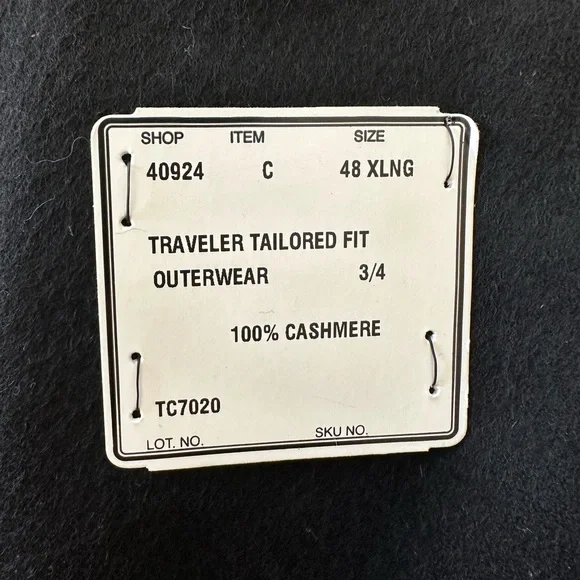 SHOP ITEM SIZE
40924 C 48 XLNG
TRAVELER TAILORED FIT
OUTERWEAR 3/4
100% CASHMERE
TC7020
LOT. NO. SKU NO.